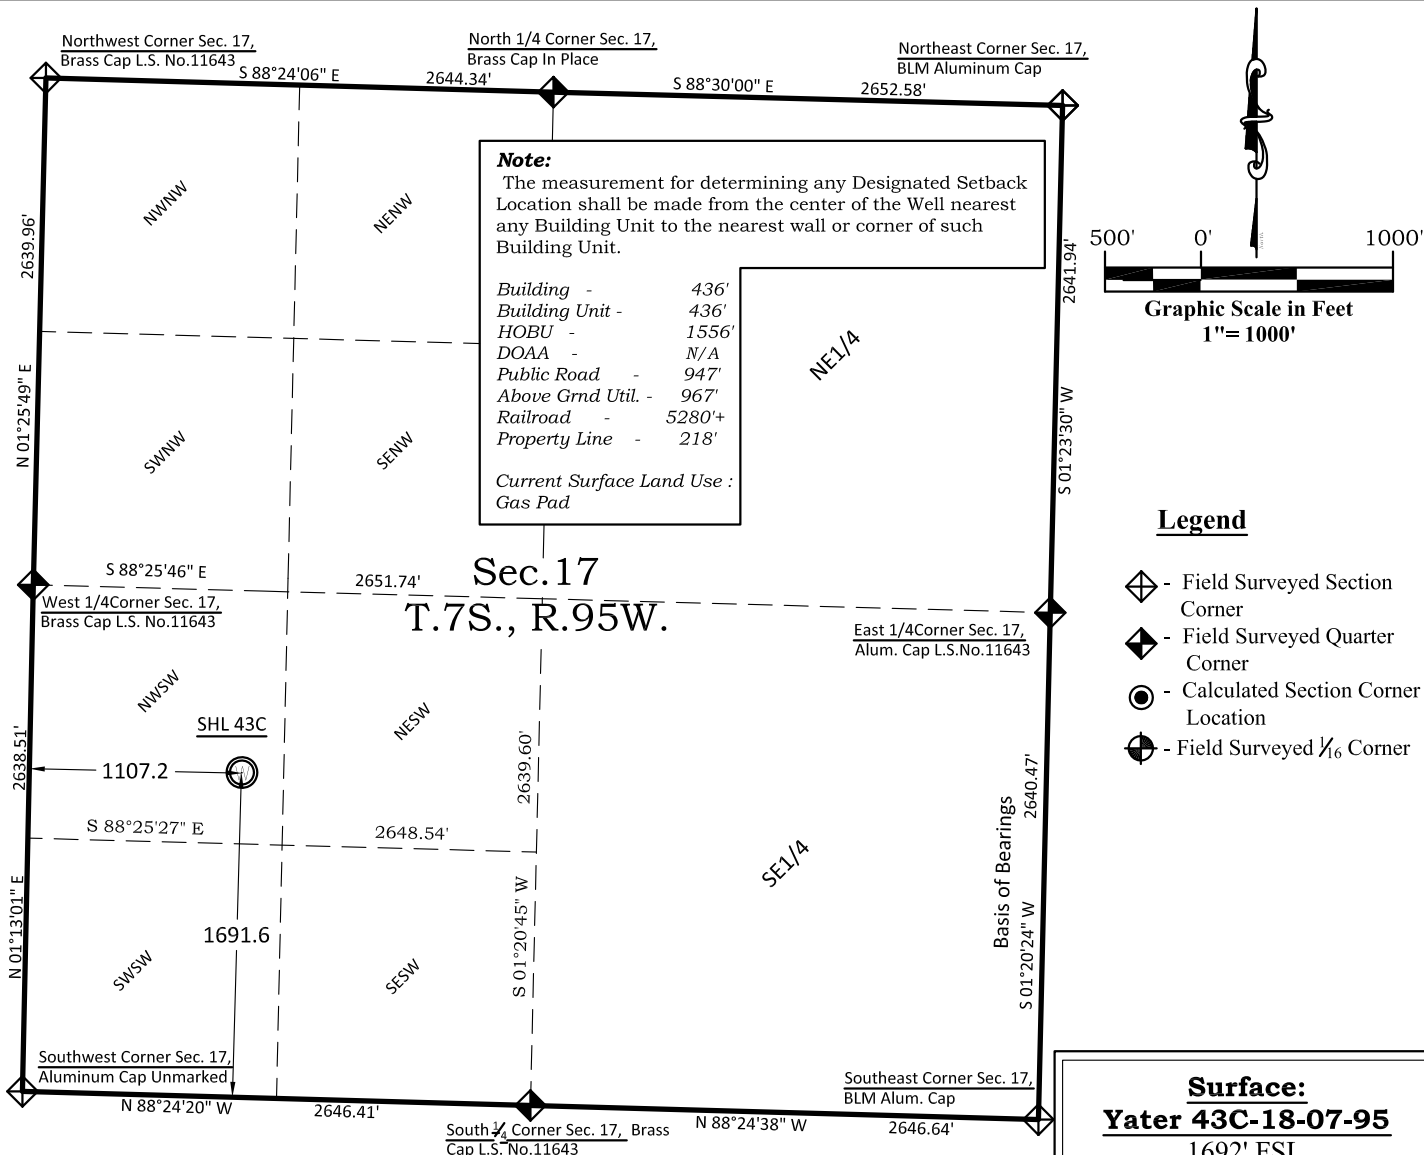 Northwest Corner Sec. 17,
Brass Cap L.S. No.11643
S 88°24'06" E
2644.34'
North 1/4 Corner Sec. 17,
Brass Cap In Place
S 88°30'00" E
2652.58'
Northeast Corner Sec. 17,
BLM Aluminum Cap
500'
0'
1000'
Graphic Scale in Feet
1"= 1000'
Note:
The measurement for determining any Designated Setback
Location shall be made from the center of the Well nearest
any Building Unit to the nearest wall or corner of such
Building Unit.
Building - 436'
Building Unit - 436'
HOBU - 1556'
DOAA - N/A
Public Road - 947'
Above Grnd Util. - 967'
Railroad - 5280'+
Property Line - 218'
Current Surface Land Use :
Gas Pad
NWNW
NENW
2639.96'
2641.94'
NE1/4
N 01°25'49" E
SWNW
SENW
S 01°23'30" W
S 88°25'46" E
2651.74'
Sec.17
T.7S., R.95W.
West 1/4Corner Sec. 17,
Brass Cap L.S. No.11643
East 1/4Corner Sec. 17,
Alum. Cap L.S.No.11643
Legend
- Field Surveyed Section
Corner
- Field Surveyed Quarter
Corner
- Calculated Section Corner
Location
- Field Surveyed 1/16 Corner
NWSW
NESW
SHL 43C
2638.51'
1107.2
2639.60'
2640.47'
S 88°25'27" E
2648.54'
Basis of Bearings
SE1/4
N 01°13'01" E
1691.6
S 01°20'45" W
S 01°20'24" W
SWSW
SESW
Southwest Corner Sec. 17,
Aluminum Cap Unmarked
N 88°24'20" W
2646.41'
South 1/4 Corner Sec. 17, Brass
Cap L.S. No.11643
N 88°24'38" W
2646.64'
Southeast Corner Sec. 17,
BLM Alum. Cap
Surface:
Yater 43C-18-07-95
1692' FSL